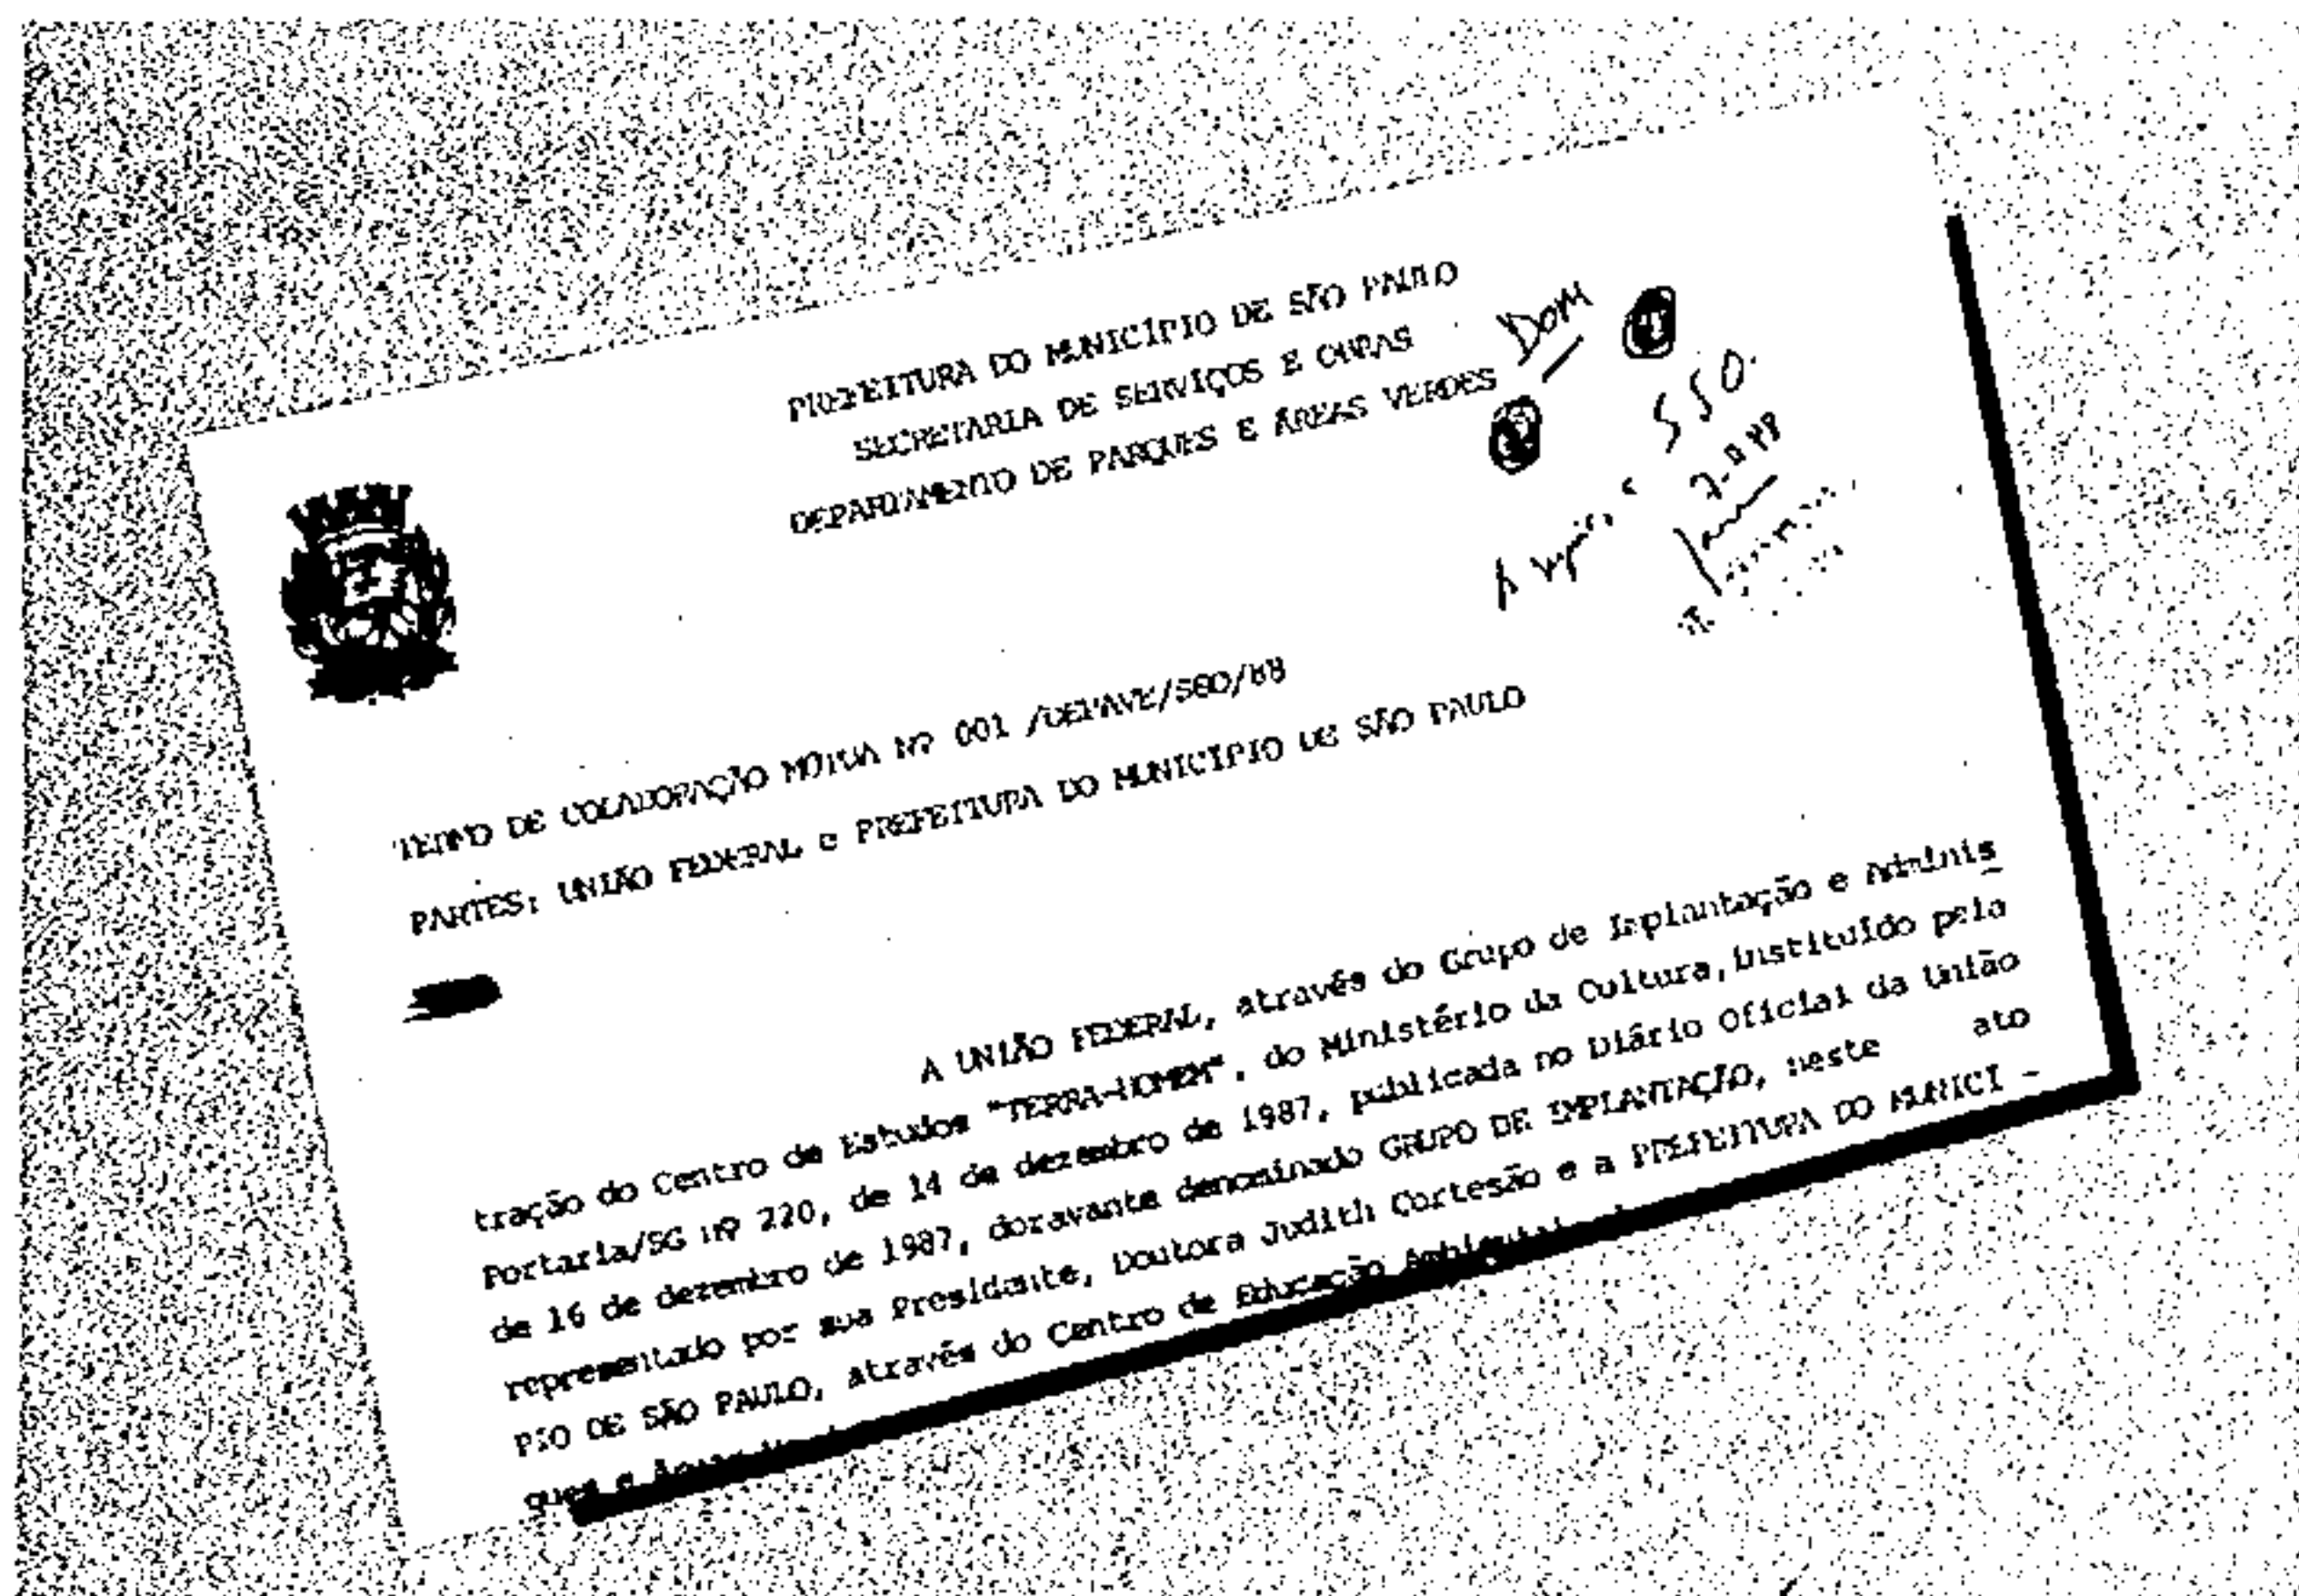 PREFEITURA DO MUNICÍPIO DE SÃO PAULO
SECRETARIA DE SERVIÇOS E OBRAS
DEPARTAMENTO DE PARQUES E ÁREAS VERDES
DOM
SSO.
TERMO DE COLABORAÇÃO MÚTUA Nº 001 /DEPAVE/SSO/88
PARTES: UNIÃO FEDERAL e PREFEITURA DO MUNICÍPIO DE SÃO PAULO
A UNIÃO FEDERAL, através do Grupo de Implantação e Adminis
tração do Centro de Estudos "TERRA-HOMEM", do Ministério da Cultura, instituído pela
Portaria/SG nº 220, de 14 de dezembro de 1987, publicada no Diário Oficial da União
de 16 de dezembro de 1987, doravante denominado GRUPO DE IMPLANTAÇÃO, neste ato
representado por sua Presidente, Doutora Judith Cortesão e a PREFEITURA DO MUNICÍ -
PIO DE SÃO PAULO, através do Centro de Educação Ambiental
ques e